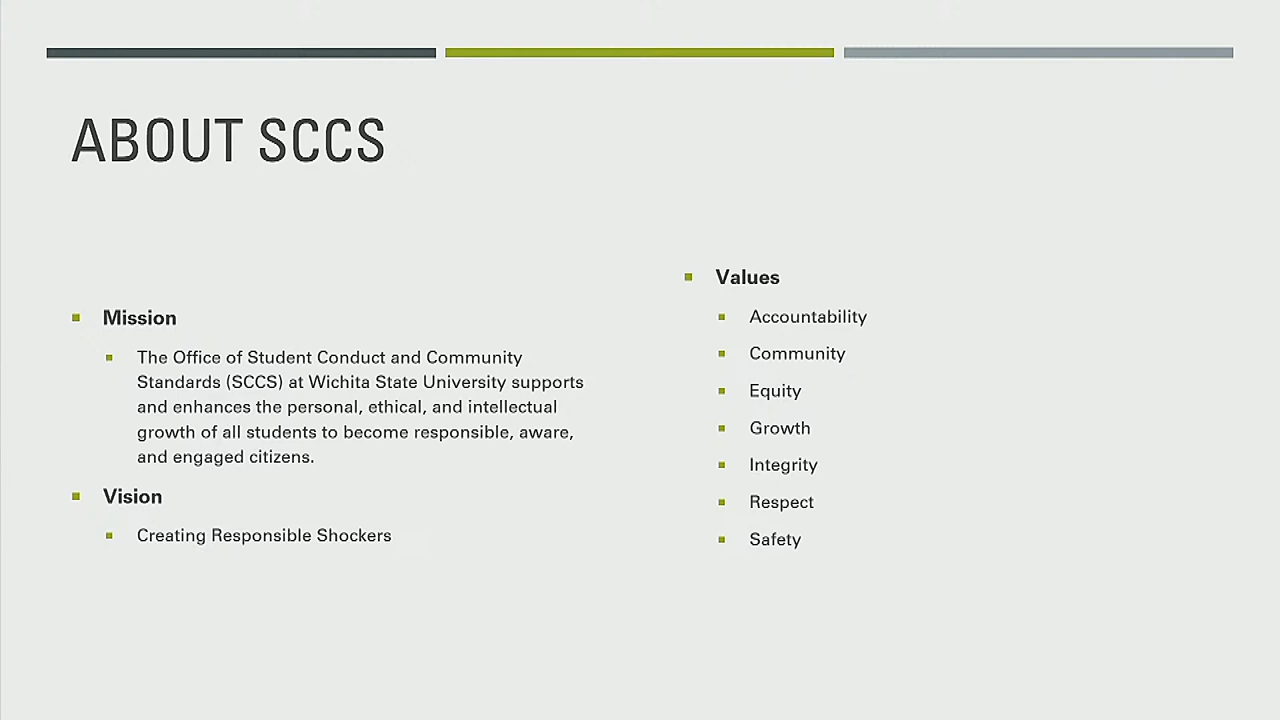 ABOUT SCCS
Mission
The Office of Student Conduct and Community
Standards (SCCS) at Wichita State University supports
and enhances the personal, ethical, and intellectual
growth of all students to become responsible, aware,
and engaged citizens.
Vision
Creating Responsible Shockers
Values
Accountability
Community
Equity
Growth
Integrity
Respect
Safety